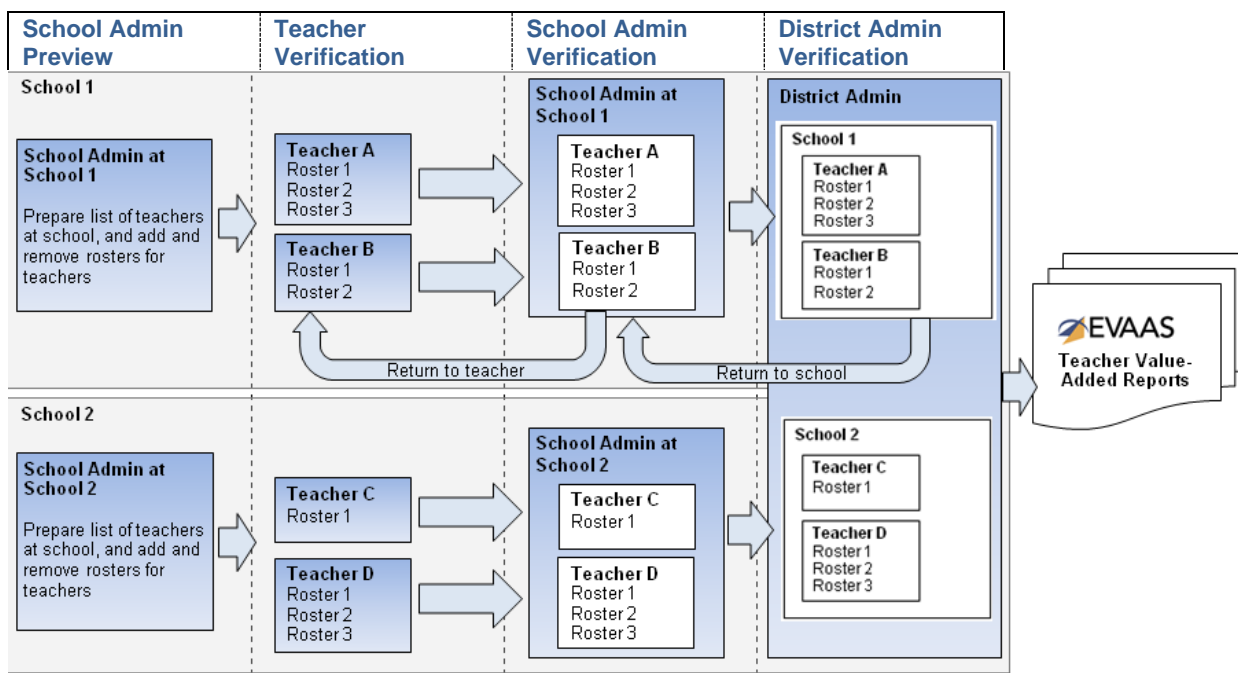 School Admin
Preview
Teacher
Verification
School Admin
Verification
District Admin
Verification
School 1
School Admin at
School 1
Prepare list of teachers
at school, and add and
remove rosters for
teachers
Teacher A
Roster 1
Roster 2
Roster 3
Teacher B
Roster 1
Roster 2
School Admin at
School 1
Teacher A
Roster 1
Roster 2
Roster 3
Teacher B
Roster 1
Roster 2
District Admin
School 1
Teacher A
Roster 1
Roster 2
Roster 3
Teacher B
Roster 1
Roster 2
Return to teacher
Return to school
EVAAS
Teacher Value-
Added Reports
School 2
School Admin at
School 2
Prepare list of teachers
at school, and add and
remove rosters for
teachers
Teacher C
Roster 1
Teacher D
Roster 1
Roster 2
Roster 3
School Admin at
School 2
Teacher C
Roster 1
Teacher D
Roster 1
Roster 2
Roster 3
School 2
Teacher C
Roster 1
Teacher D
Roster 1
Roster 2
Roster 3